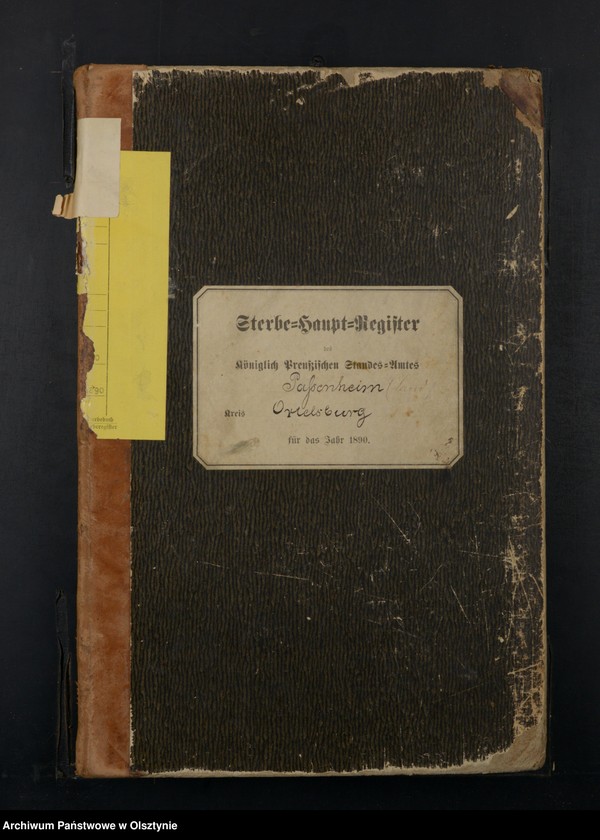 Sterbe=Haupt=Register
des
Königlich Preußischen Standes=Amtes
Paßenheim
Kreis Ortelsburg
für das Jahr 1890.
Archiwum Państwowe w Olsztynie